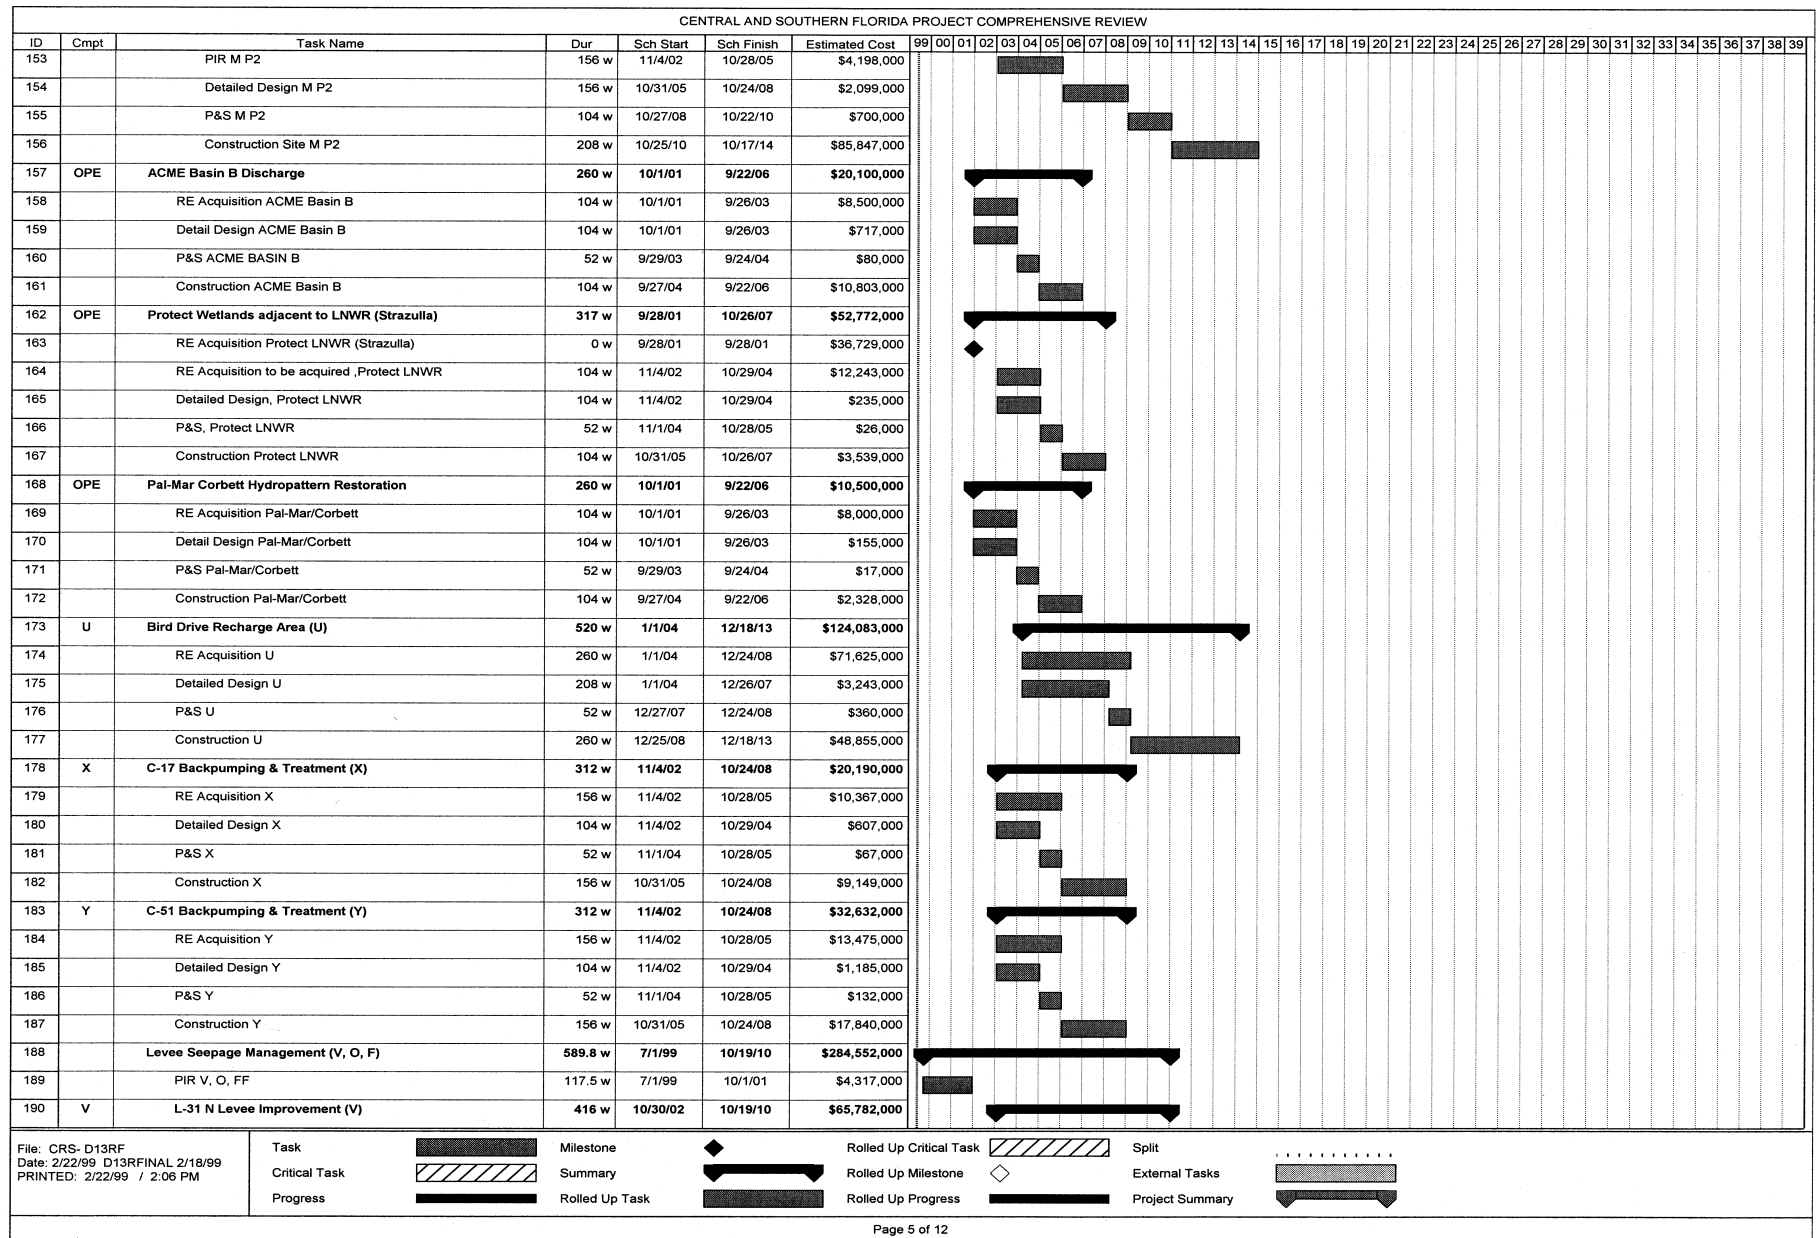 CENTRAL AND SOUTHERN FLORIDA PROJECT COMPREHENSIVE REVIEW
ID Cmpt Task Name Dur Sch Start Sch Finish Estimated Cost 99 00 01 02 03 04 05 06 07 08 09 10 11 12 13 14 15 16 17 18 19 20 21 22 23 24 25 26 27 28 29 30 31 32 33 34 35 36 37 38 39
153 PIR M P2 156 w 11/4/02 10/28/05 $4,198,000
154 Detailed Design M P2 156 w 10/31/05 10/24/08 $2,099,000
155 P&S M P2 104 w 10/27/08 10/22/10 $700,000
156 Construction Site M P2 208 w 10/25/10 10/17/14 $85,847,000
157 OPE ACME Basin B Discharge 260 w 10/1/01 9/22/06 $20,100,000
158 RE Acquisition ACME Basin B 104 w 10/1/01 9/26/03 $8,500,000
159 Detail Design ACME Basin B 104 w 10/1/01 9/26/03 $717,000
160 P&S ACME BASIN B 52 w 9/29/03 9/24/04 $80,000
161 Construction ACME Basin B 104 w 9/27/04 9/22/06 $10,803,000
162 OPE Protect Wetlands adjacent to LNWR (Strazulla) 317 w 9/28/01 10/26/07 $52,772,000
163 RE Acquisition Protect LNWR (Strazulla) 0 w 9/28/01 9/28/01 $36,729,000
164 RE Acquisition to be acquired ,Protect LNWR 104 w 11/4/02 10/29/04 $12,243,000
165 Detailed Design, Protect LNWR 104 w 11/4/02 10/29/04 $235,000
166 P&S, Protect LNWR 52 w 11/1/04 10/28/05 $26,000
167 Construction Protect LNWR 104 w 10/31/05 10/26/07 $3,539,000
168 OPE Pal-Mar Corbett Hydropattern Restoration 260 w 10/1/01 9/22/06 $10,500,000
169 RE Acquisition Pal-Mar/Corbett 104 w 10/1/01 9/26/03 $8,000,000
170 Detail Design Pal-Mar/Corbett 104 w 10/1/01 9/26/03 $155,000
171 P&S Pal-Mar/Corbett 52 w 9/29/03 9/24/04 $17,000
172 Construction Pal-Mar/Corbett 104 w 9/27/04 9/22/06 $2,328,000
173 U Bird Drive Recharge Area (U) 520 w 1/1/04 12/18/13 $124,083,000
174 RE Acquisition U 260 w 1/1/04 12/24/08 $71,625,000
175 Detailed Design U 208 w 1/1/04 12/26/07 $3,243,000
176 P&S U 52 w 12/27/07 12/24/08 $360,000
177 Construction U 260 w 12/25/08 12/18/13 $48,855,000
178 X C-17 Backpumping & Treatment (X) 312 w 11/4/02 10/24/08 $20,190,000
179 RE Acquisition X 156 w 11/4/02 10/28/05 $10,367,000
180 Detailed Design X 104 w 11/4/02 10/29/04 $607,000
181 P&S X 52 w 11/1/04 10/28/05 $67,000
182 Construction X 156 w 10/31/05 10/24/08 $9,149,000
183 Y C-51 Backpumping & Treatment (Y) 312 w 11/4/02 10/24/08 $32,632,000
184 RE Acquisition Y 156 w 11/4/02 10/28/05 $13,475,000
185 Detailed Design Y 104 w 11/4/02 10/29/04 $1,185,000
186 P&S Y 52 w 11/1/04 10/28/05 $132,000
187 Construction Y 156 w 10/31/05 10/24/08 $17,840,000
188 Levee Seepage Management (V, O, F) 589.8 w 7/1/99 10/19/10 $284,552,000
189 PIR V, O, FF 117.5 w 7/1/99 10/1/01 $4,317,000
190 V L-31 N Levee Improvement (V) 416 w 10/30/02 10/19/10 $65,782,000
File: CRS- D13RF
Date: 2/22/99 D13RFINAL 2/18/99
PRINTED: 2/22/99 / 2:06 PM
Task Milestone Rolled Up Critical Task Split
Critical Task Summary Rolled Up Milestone External Tasks
Progress Rolled Up Task Rolled Up Progress Project Summary
Page 5 of 12